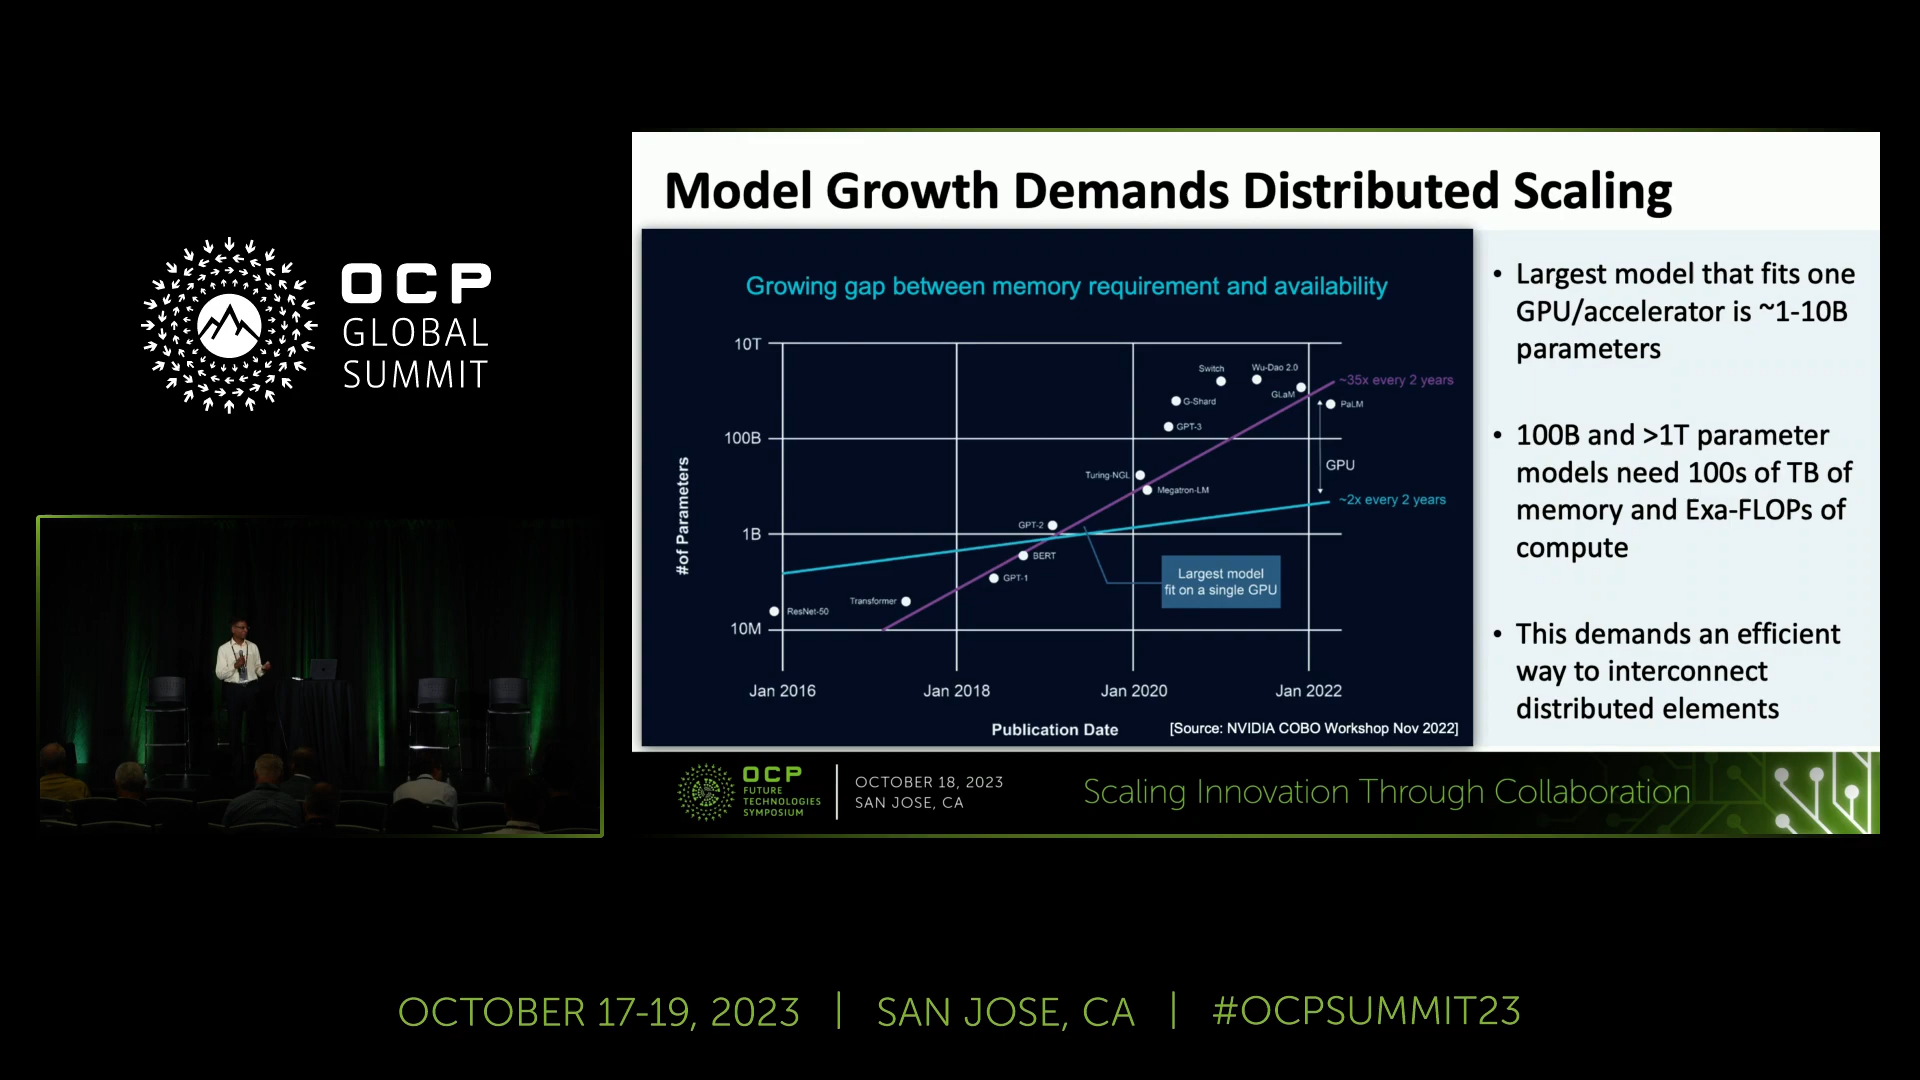 OCP
GLOBAL
SUMMIT
Model Growth Demands Distributed Scaling
Growing gap between memory requirement and availability
10T
100B
1B
10M
#of Parameters
Jan 2016
Jan 2018
Jan 2020
Jan 2022
Publication Date
[Source: NVIDIA COBO Workshop Nov 2022]
ResNet-50
Transformer
GPT-1
BERT
GPT-2
Turing-NGL
Megatron-LM
GPT-3
G-Shard
Switch
Wu-Dao 2.0
GLaM
PaLM
~35x every 2 years
GPU
~2x every 2 years
Largest model
fit on a single GPU
• Largest model that fits one
GPU/accelerator is ~1-10B
parameters
• 100B and >1T parameter
models need 100s of TB of
memory and Exa-FLOPs of
compute
• This demands an efficient
way to interconnect
distributed elements
OCP
FUTURE
TECHNOLOGIES
SYMPOSIUM
OCTOBER 18, 2023
SAN JOSE, CA
Scaling Innovation Through Collaboration
OCTOBER 17-19, 2023 | SAN JOSE, CA | #OCPSUMMIT23